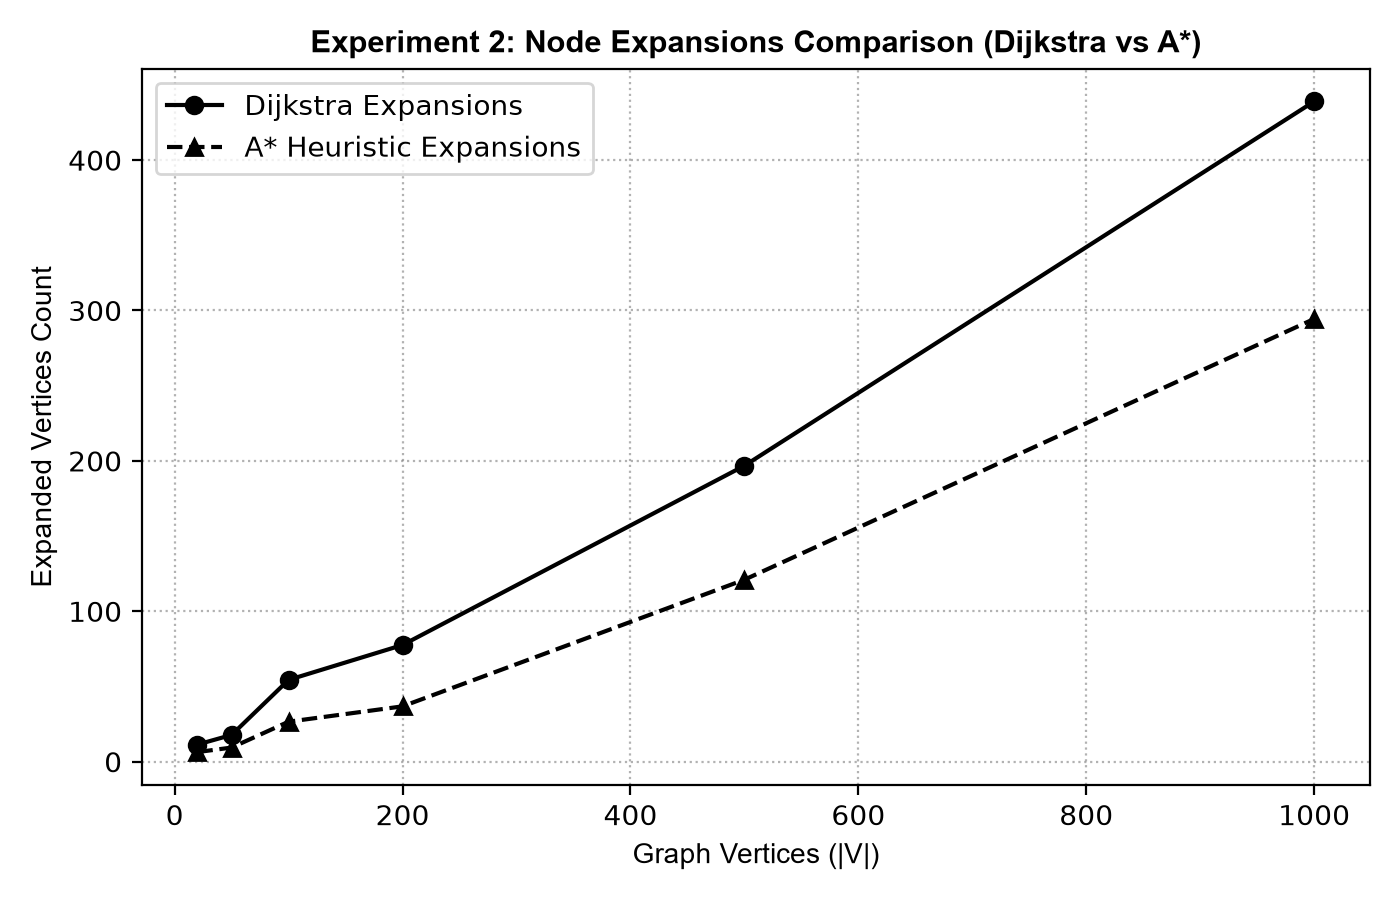 Experiment 2: Node Expansions Comparison (Dijkstra vs A*)
Dijkstra Expansions
A* Heuristic Expansions
Expanded Vertices Count
400
300
200
100
0
0 200 400 600 800 1000
Graph Vertices (|V|)